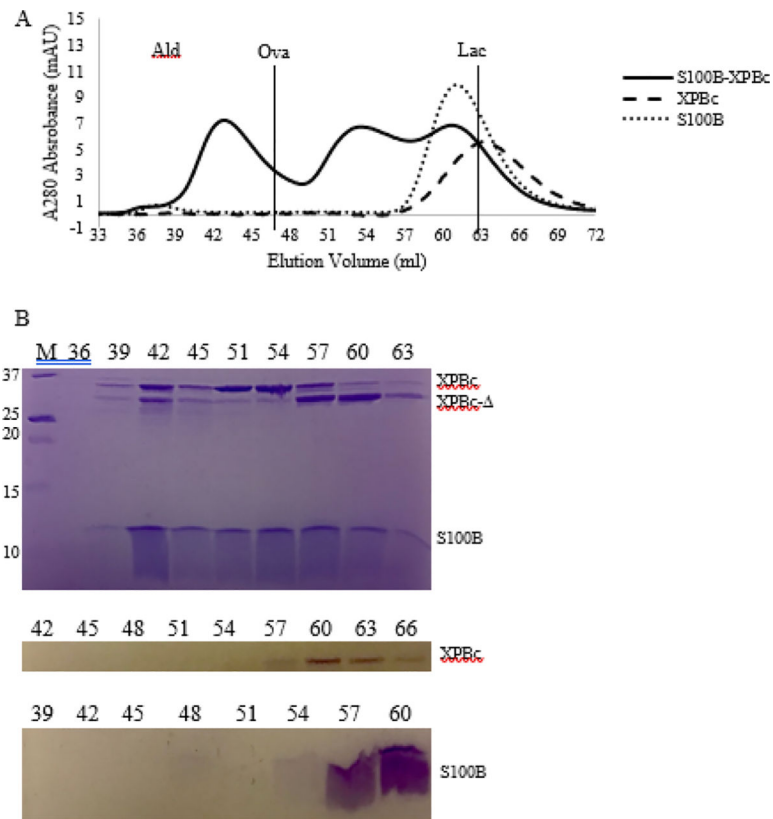 A
A280 Absrobance (mAU)
15
13
11
9
7
5
3
1
-1
Ald
Ova
Lac
S100B-XPBc
XPBc
S100B
33 36 39 42 45 48 51 54 57 60 63 66 69 72
Elution Volume (ml)
B
M 36 39 42 45 51 54 57 60 63
37
25
20
15
10
XPBc
XPBc-Δ
S100B
42 45 48 51 54 57 60 63 66
XPBc
39 42 45 48 51 54 57 60
S100B